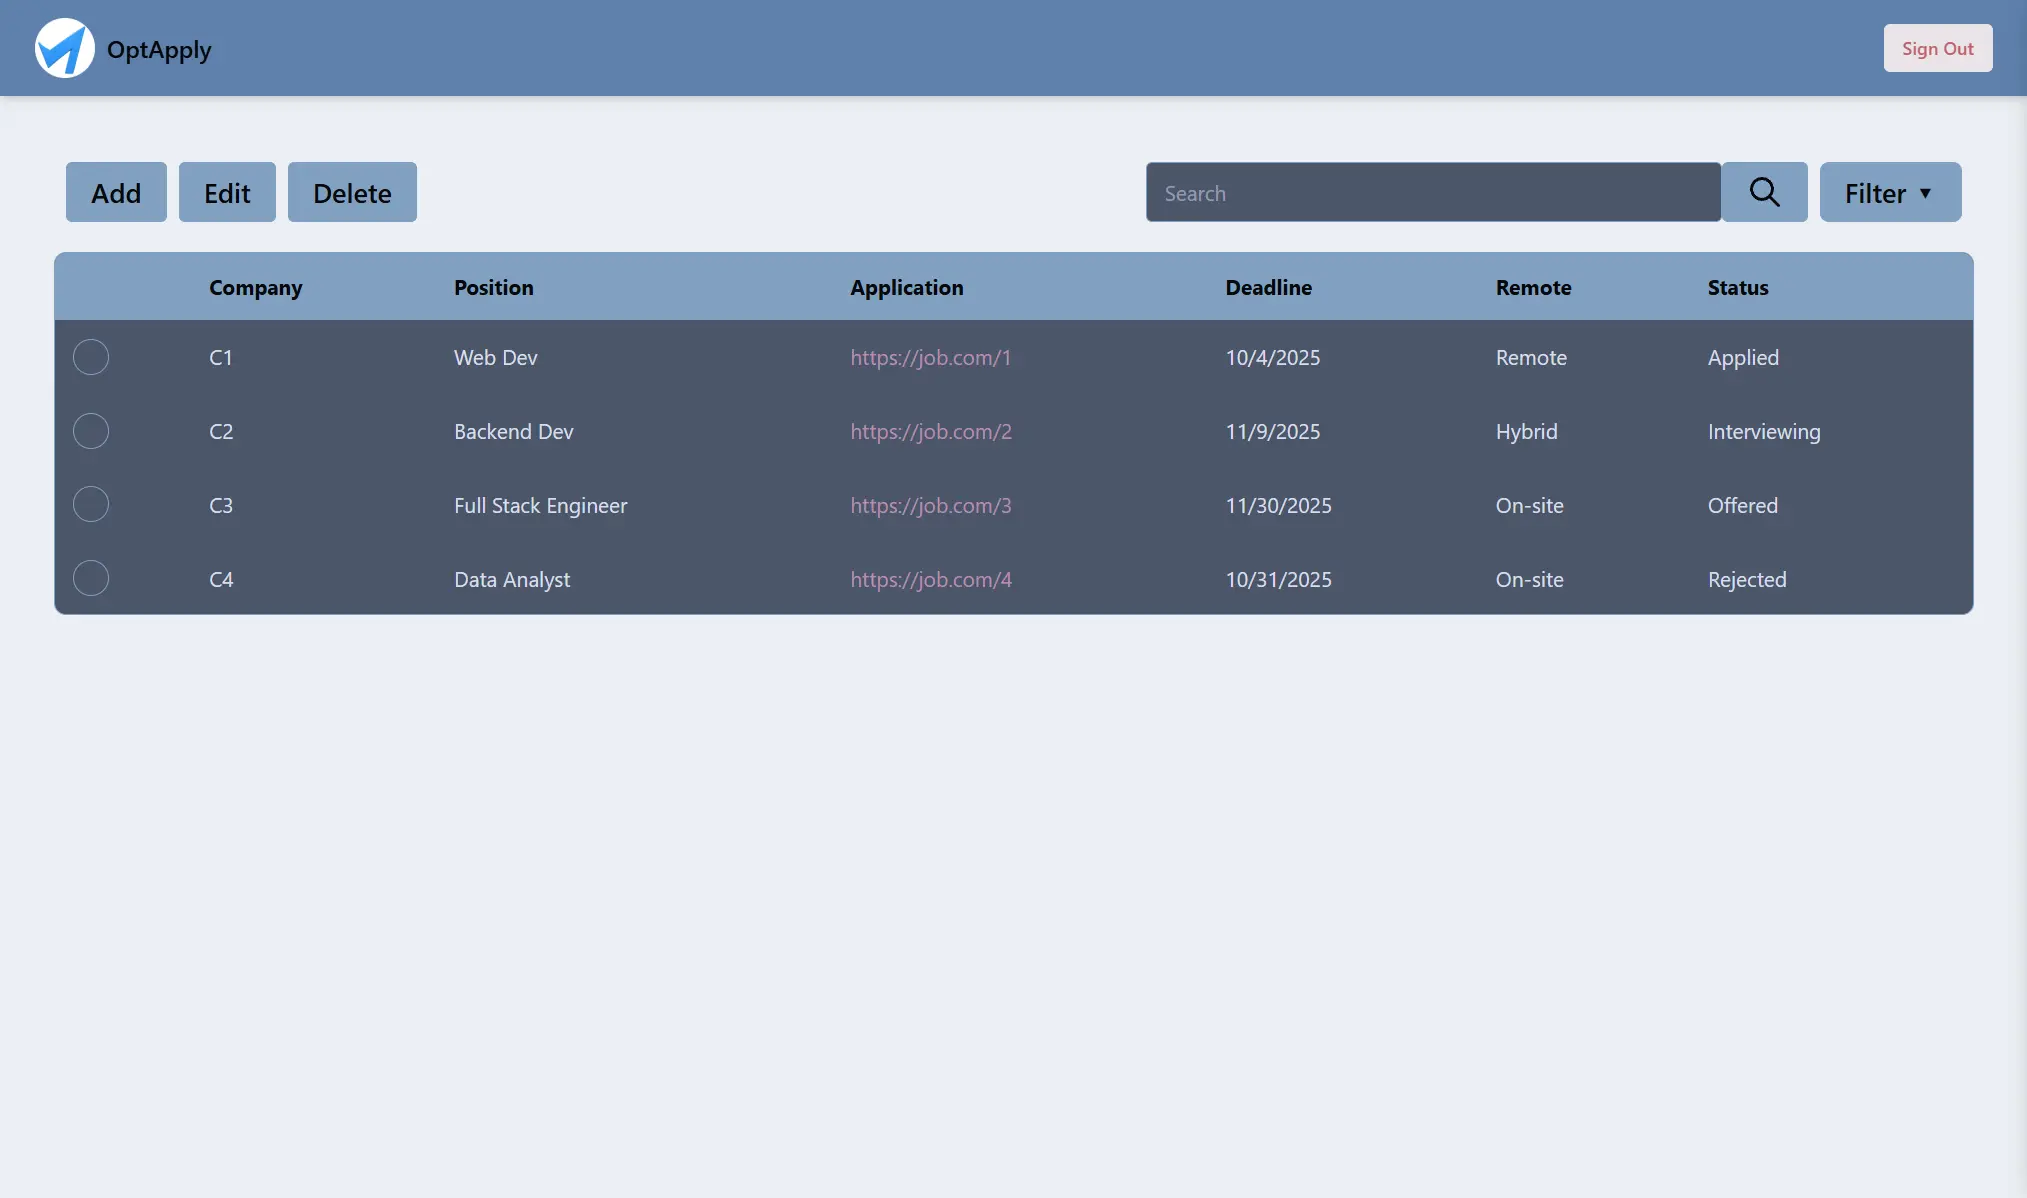 OptApply
Sign Out
Add Edit Delete Search Filter ▼
Company Position Application Deadline Remote Status
C1 Web Dev https://job.com/1 10/4/2025 Remote Applied
C2 Backend Dev https://job.com/2 11/9/2025 Hybrid Interviewing
C3 Full Stack Engineer https://job.com/3 11/30/2025 On-site Offered
C4 Data Analyst https://job.com/4 10/31/2025 On-site Rejected